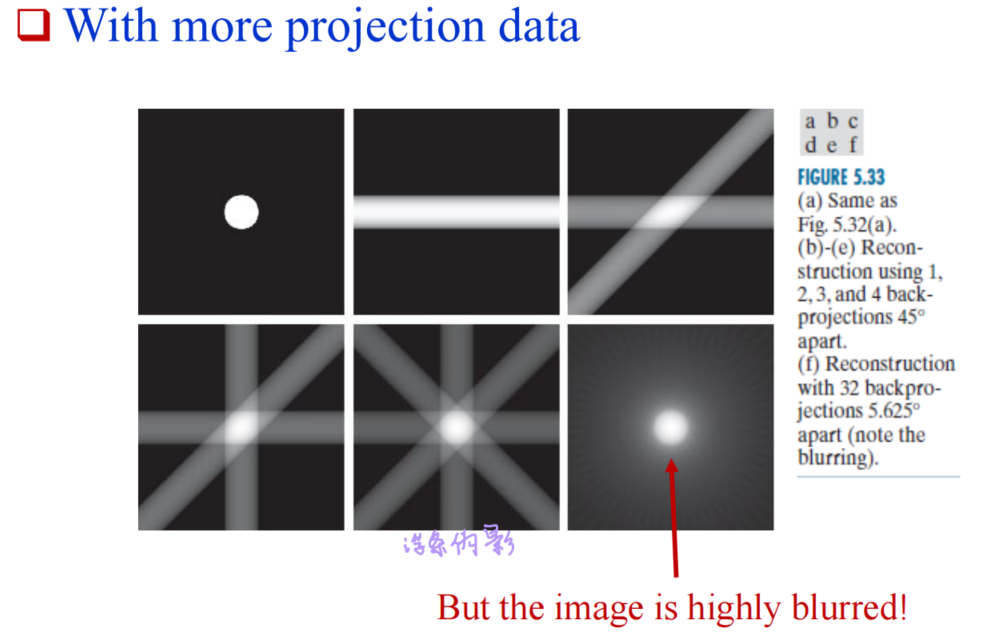 With more projection data
a b c
d e f
FIGURE 5.33
(a) Same as
Fig. 5.32(a).
(b)-(e) Recon-
struction using 1,
2, 3, and 4 back-
projections 45°
apart.
(f) Reconstruction
with 32 backpro-
jections 5.625°
apart (note the
blurring).
影
But the image is highly blurred!